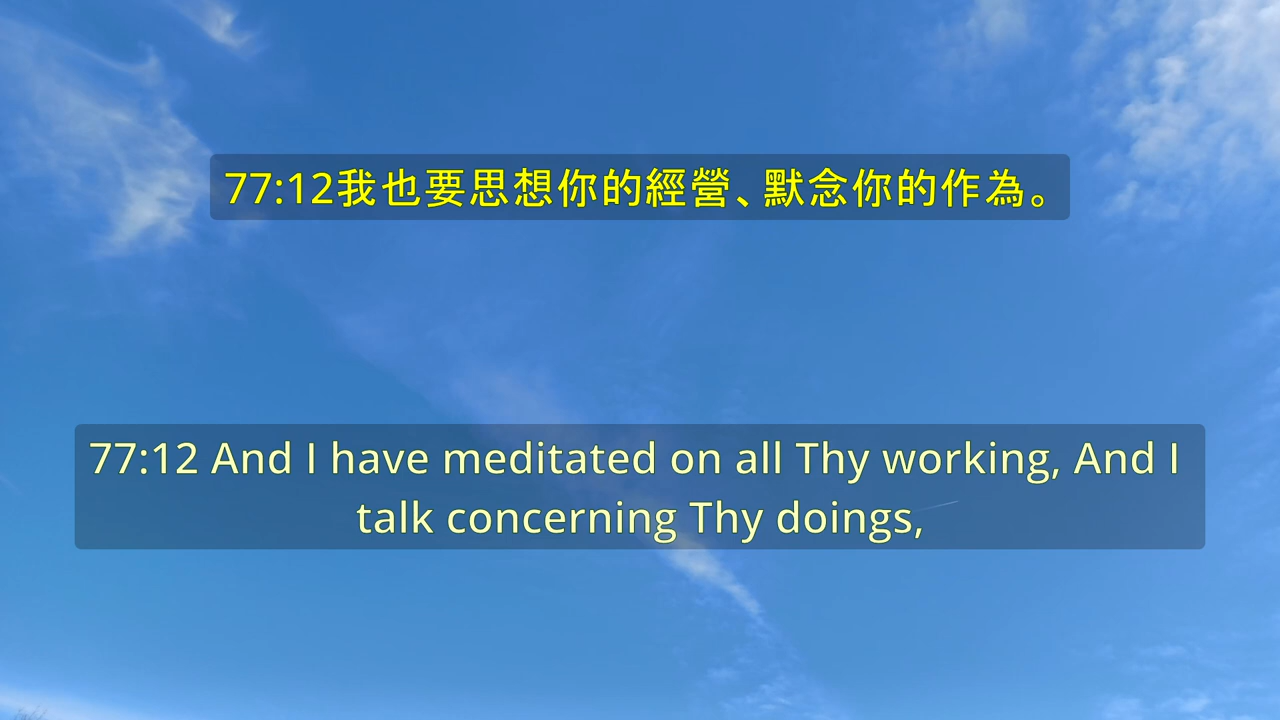 77:12我也要思想你的經營、默念你的作為。
77:12 And I have meditated on all Thy working, And I
talk concerning Thy doings,